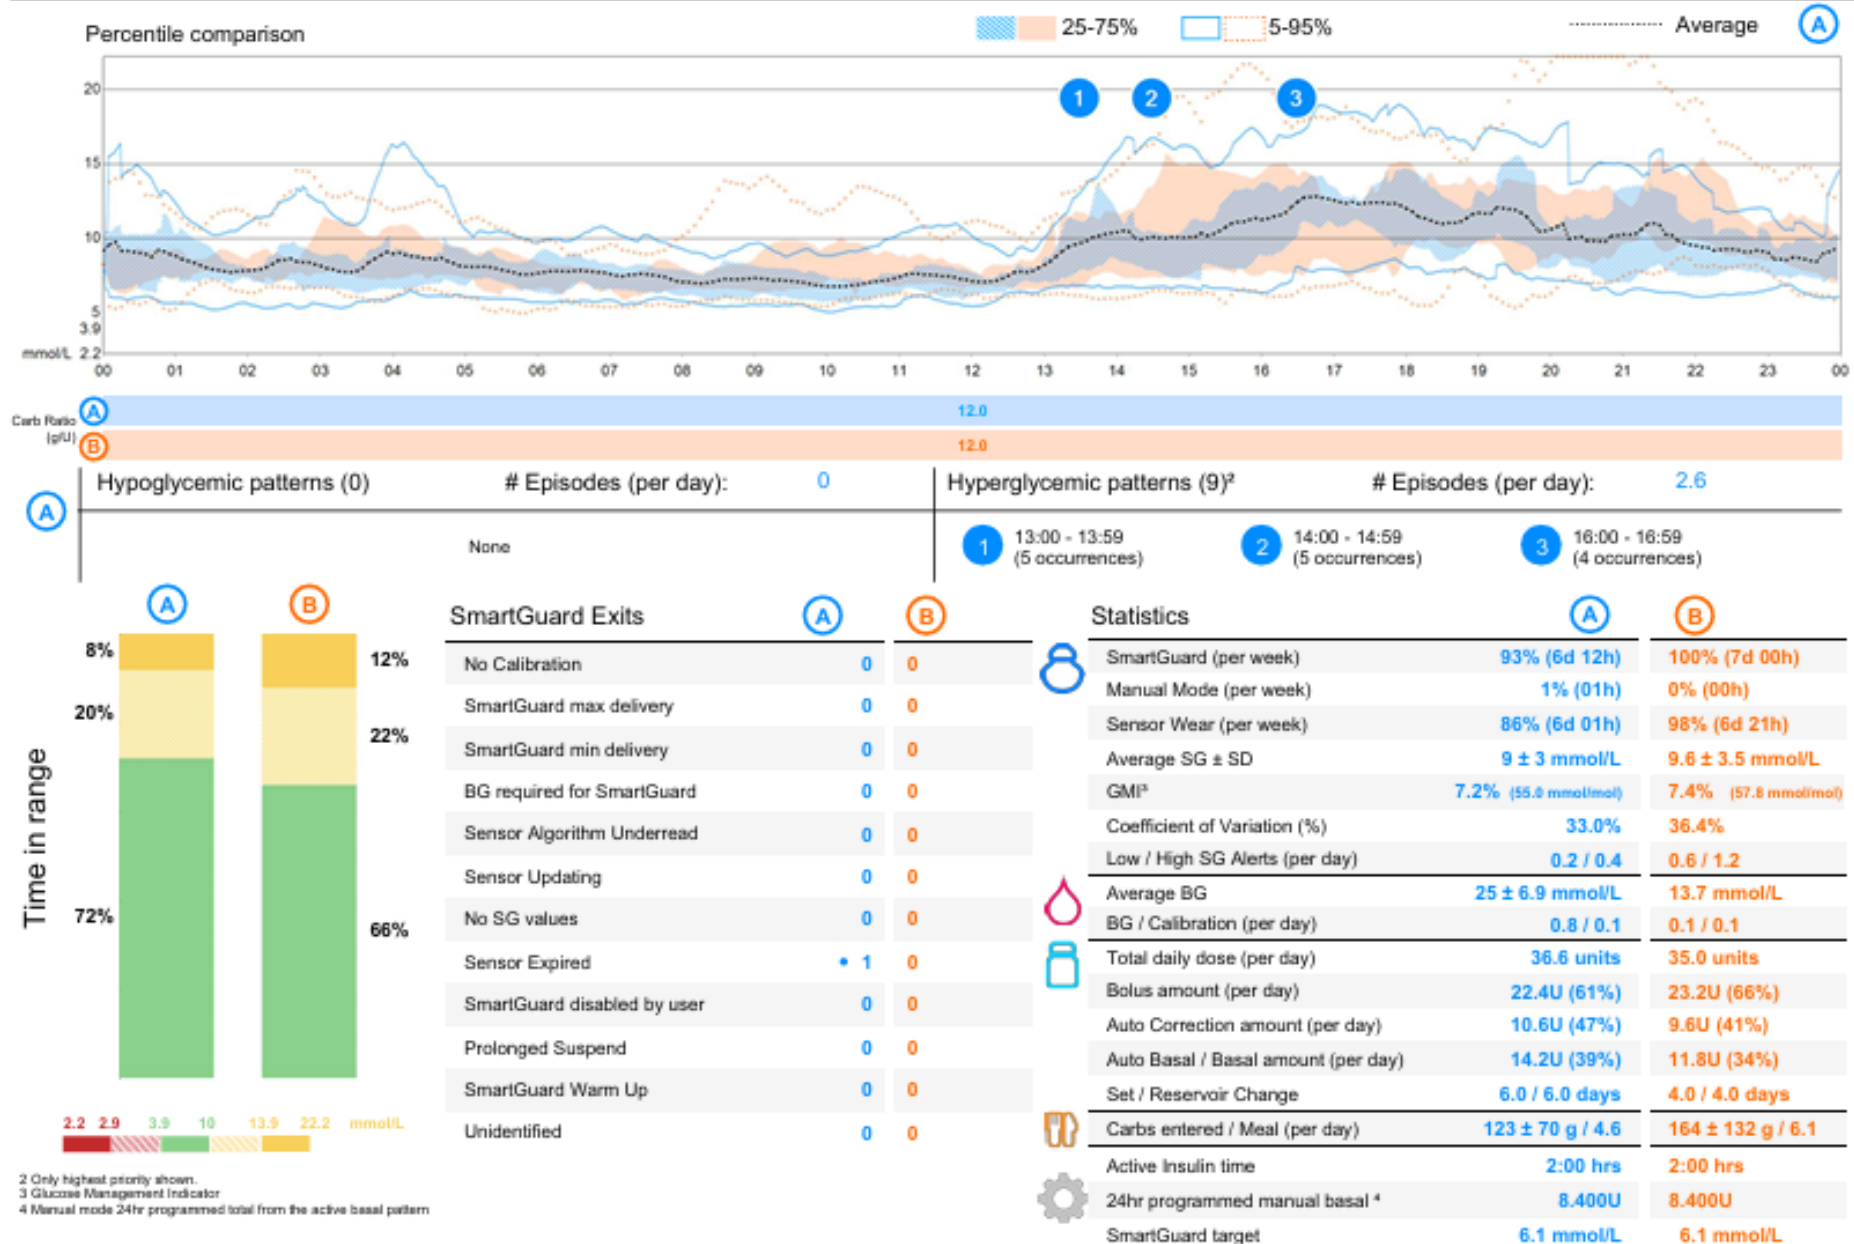 Percentile comparison 25-75% 5-95% Average A
20
1 2 3
15
10
5
3.9
mmol/L 2.2
00 01 02 03 04 05 06 07 08 09 10 11 12 13 14 15 16 17 18 19 20 21 22 23 00
Carb Ratio (g/U)
A 12.0
B 12.0
A
Hypoglycemic patterns (0) # Episodes (per day): 0
None
Hyperglycemic patterns (9)² # Episodes (per day): 2.6
1 13:00 - 13:59 (5 occurrences)
2 14:00 - 14:59 (5 occurrences)
3 16:00 - 16:59 (4 occurrences)
Time in range
A B
8% 12%
20% 22%
72% 66%
2.2 2.9 3.9 10 13.9 22.2 mmol/L
2 Only highest priority shown.
3 Glucose Management Indicator
4 Manual mode 24hr programmed total from the active basal pattern
SmartGuard Exits A B
No Calibration 0 0
SmartGuard max delivery 0 0
SmartGuard min delivery 0 0
BG required for SmartGuard 0 0
Sensor Algorithm Underread 0 0
Sensor Updating 0 0
No SG values 0 0
Sensor Expired • 1 0
SmartGuard disabled by user 0 0
Prolonged Suspend 0 0
SmartGuard Warm Up 0 0
Unidentified 0 0
Statistics A B
SmartGuard (per week) 93% (6d 12h) 100% (7d 00h)
Manual Mode (per week) 1% (01h) 0% (00h)
Sensor Wear (per week) 86% (6d 01h) 98% (6d 21h)
Average SG ± SD 9 ± 3 mmol/L 9.6 ± 3.5 mmol/L
GMI³ 7.2% (55.0 mmol/mol) 7.4% (57.8 mmol/mol)
Coefficient of Variation (%) 33.0% 36.4%
Low / High SG Alerts (per day) 0.2 / 0.4 0.6 / 1.2
Average BG 25 ± 6.9 mmol/L 13.7 mmol/L
BG / Calibration (per day) 0.8 / 0.1 0.1 / 0.1
Total daily dose (per day) 36.6 units 35.0 units
Bolus amount (per day) 22.4U (61%) 23.2U (66%)
Auto Correction amount (per day) 10.6U (47%) 9.6U (41%)
Auto Basal / Basal amount (per day) 14.2U (39%) 11.8U (34%)
Set / Reservoir Change 6.0 / 6.0 days 4.0 / 4.0 days
Carbs entered / Meal (per day) 123 ± 70 g / 4.6 164 ± 132 g / 6.1
Active Insulin time 2:00 hrs 2:00 hrs
24hr programmed manual basal ⁴ 8.400U 8.400U
SmartGuard target 6.1 mmol/L 6.1 mmol/L